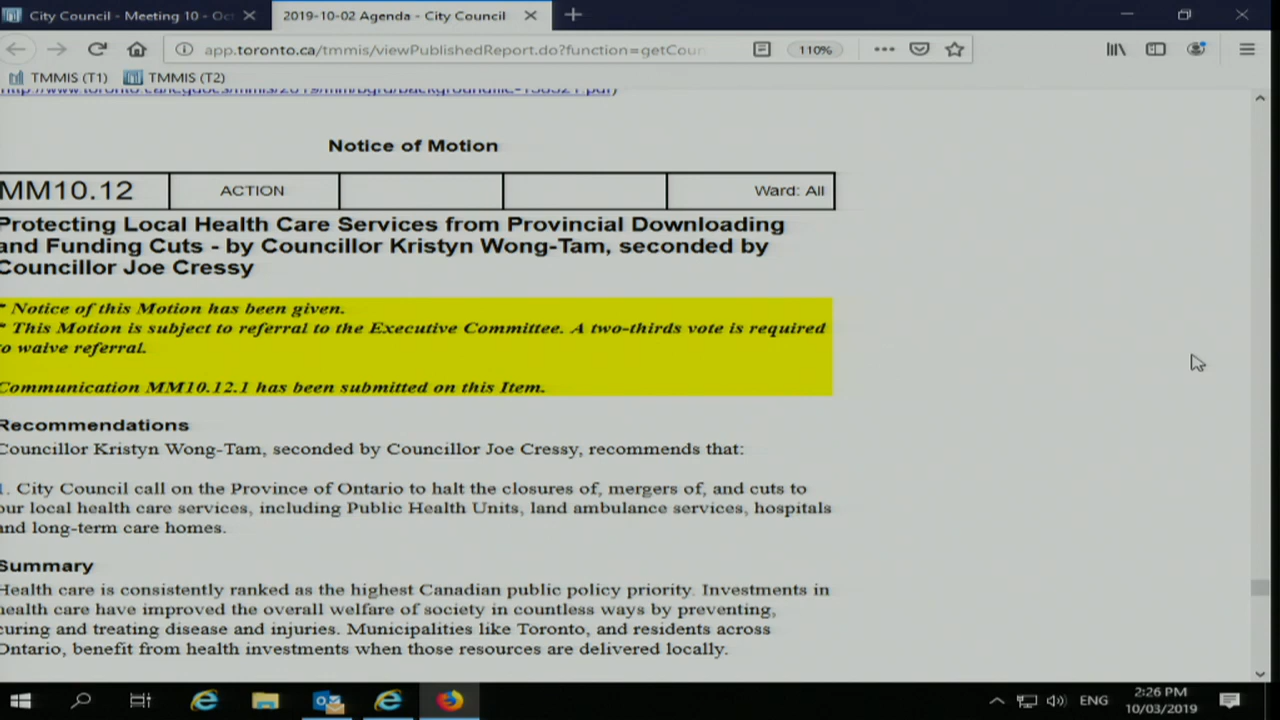 City Council - Meeting 10 - Oc
2019-10-02 Agenda - City Council
app.toronto.ca/tmmis/viewPublishedReport.do?function=getCour
110%
TMMIS (T1)
TMMIS (T2)
Notice of Motion
MM10.12
ACTION
Ward: All
Protecting Local Health Care Services from Provincial Downloading
and Funding Cuts - by Councillor Kristyn Wong-Tam, seconded by
Councillor Joe Cressy
* Notice of this Motion has been given.
* This Motion is subject to referral to the Executive Committee. A two-thirds vote is required
to waive referral.
Communication MM10.12.1 has been submitted on this Item.
Recommendations
Councillor Kristyn Wong-Tam, seconded by Councillor Joe Cressy, recommends that:
1. City Council call on the Province of Ontario to halt the closures of, mergers of, and cuts to
our local health care services, including Public Health Units, land ambulance services, hospitals
and long-term care homes.
Summary
Health care is consistently ranked as the highest Canadian public policy priority. Investments in
health care have improved the overall welfare of society in countless ways by preventing,
curing and treating disease and injuries. Municipalities like Toronto, and residents across
Ontario, benefit from health investments when those resources are delivered locally.
ENG
2:26 PM
10/03/2019